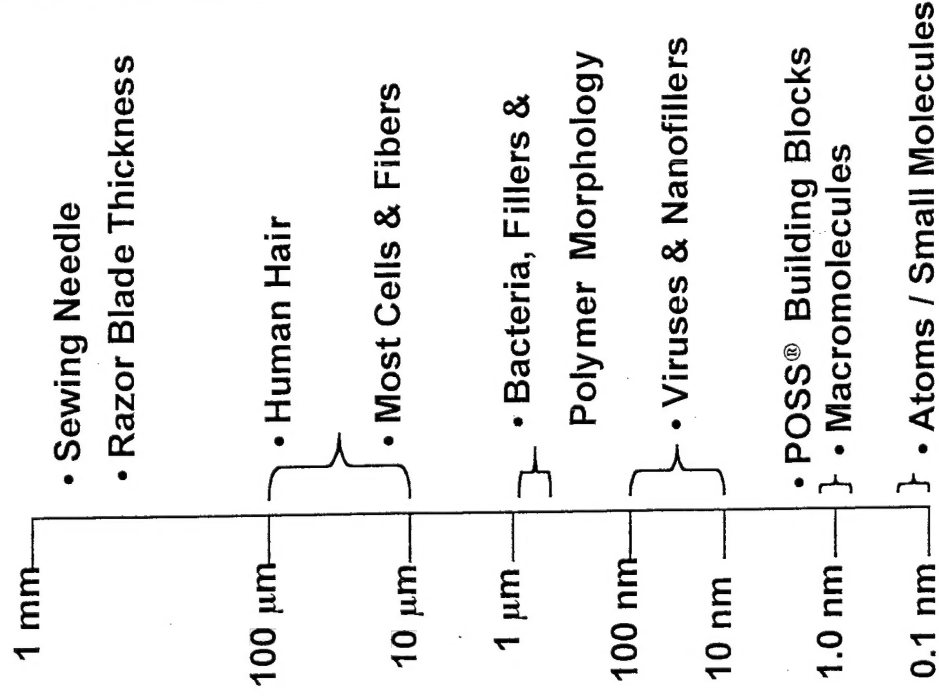 1 mm
100 μm
10 μm
1 μm
100 nm
10 nm
1.0 nm
0.1 nm
• Sewing Needle
• Razor Blade Thickness
• Human Hair
• Most Cells & Fibers
• Bacteria, Fillers &
Polymer Morphology
• Viruses & Nanofillers
• POSS® Building Blocks
• Macromolecules
• Atoms / Small Molecules